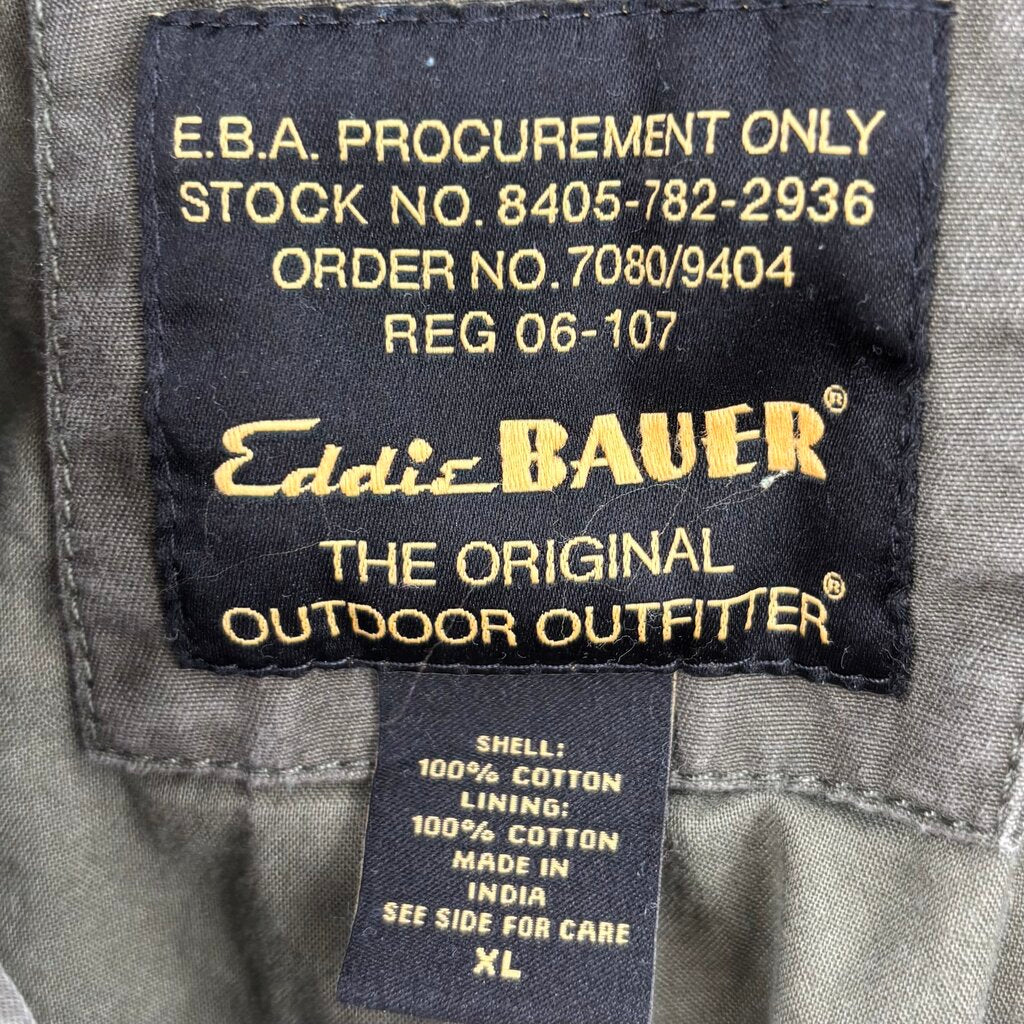 E.B.A. PROCUREMENT ONLY
STOCK NO. 8405-782-2936
ORDER NO. 7080/9404
REG 06-107
Eddie BAUER®
THE ORIGINAL
OUTDOOR OUTFITTER®
SHELL:
100% COTTON
LINING:
100% COTTON
MADE IN
INDIA
SEE SIDE FOR CARE
XL